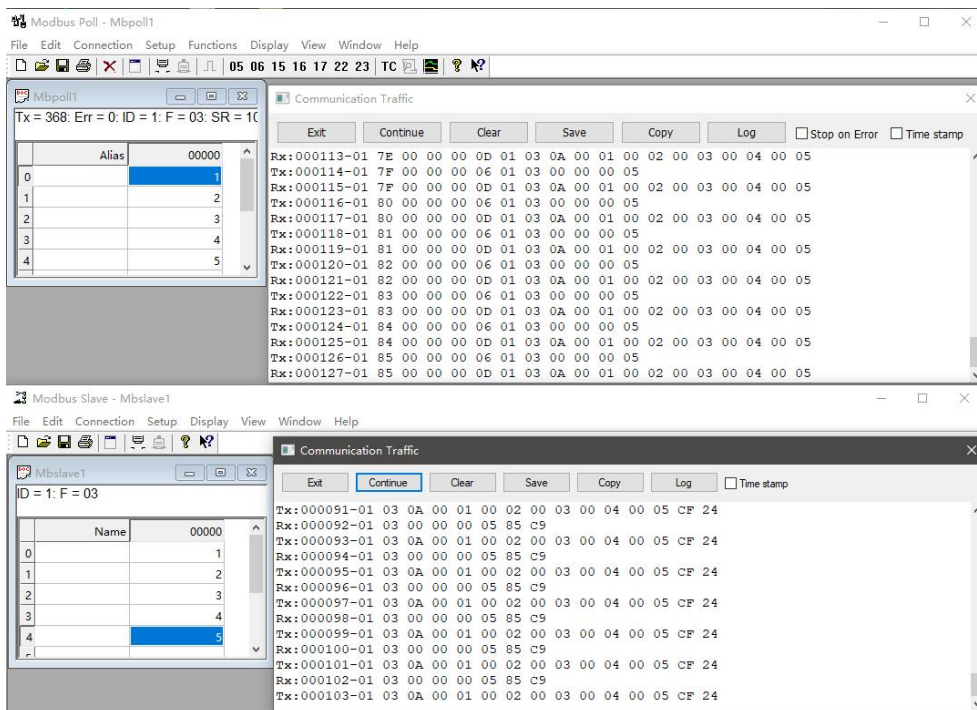 Modbus Poll - Mbpoll1
File Edit Connection Setup Functions Display View Window Help
05 06 15 16 17 22 23 TC
Mbpoll1
Tx = 368: Err = 0: ID = 1: F = 03: SR = 10
Alias 00000
0 1
1 2
2 3
3 4
4 5
Communication Traffic
Exit Continue Clear Save Copy Log Stop on Error Time stamp
Rx:000113-01 7E 00 00 00 0D 01 03 0A 00 01 00 02 00 03 00 04 00 05
Tx:000114-01 7F 00 00 00 06 01 03 00 00 00 05
Rx:000115-01 7F 00 00 00 0D 01 03 0A 00 01 00 02 00 03 00 04 00 05
Tx:000116-01 80 00 00 00 06 01 03 00 00 00 05
Rx:000117-01 80 00 00 00 0D 01 03 0A 00 01 00 02 00 03 00 04 00 05
Tx:000118-01 81 00 00 00 06 01 03 00 00 00 05
Rx:000119-01 81 00 00 00 0D 01 03 0A 00 01 00 02 00 03 00 04 00 05
Tx:000120-01 82 00 00 00 06 01 03 00 00 00 05
Rx:000121-01 82 00 00 00 0D 01 03 0A 00 01 00 02 00 03 00 04 00 05
Tx:000122-01 83 00 00 00 06 01 03 00 00 00 05
Rx:000123-01 83 00 00 00 0D 01 03 0A 00 01 00 02 00 03 00 04 00 05
Tx:000124-01 84 00 00 00 06 01 03 00 00 00 05
Rx:000125-01 84 00 00 00 0D 01 03 0A 00 01 00 02 00 03 00 04 00 05
Tx:000126-01 85 00 00 00 06 01 03 00 00 00 05
Rx:000127-01 85 00 00 00 0D 01 03 0A 00 01 00 02 00 03 00 04 00 05
Modbus Slave - Mbslave1
File Edit Connection Setup Display View Window Help
Mbslave1
ID = 1: F = 03
Name 00000
0 1
1 2
2 3
3 4
4 5
Communication Traffic
Exit Continue Clear Save Copy Log Time stamp
Tx:000091-01 03 0A 00 01 00 02 00 03 00 04 00 05 CF 24
Rx:000092-01 03 00 00 00 05 85 C9
Tx:000093-01 03 0A 00 01 00 02 00 03 00 04 00 05 CF 24
Rx:000094-01 03 00 00 00 05 85 C9
Tx:000095-01 03 0A 00 01 00 02 00 03 00 04 00 05 CF 24
Rx:000096-01 03 00 00 00 05 85 C9
Tx:000097-01 03 0A 00 01 00 02 00 03 00 04 00 05 CF 24
Rx:000098-01 03 00 00 00 05 85 C9
Tx:000099-01 03 0A 00 01 00 02 00 03 00 04 00 05 CF 24
Rx:000100-01 03 00 00 00 05 85 C9
Tx:000101-01 03 0A 00 01 00 02 00 03 00 04 00 05 CF 24
Rx:000102-01 03 00 00 00 05 85 C9
Tx:000103-01 03 0A 00 01 00 02 00 03 00 04 00 05 CF 24